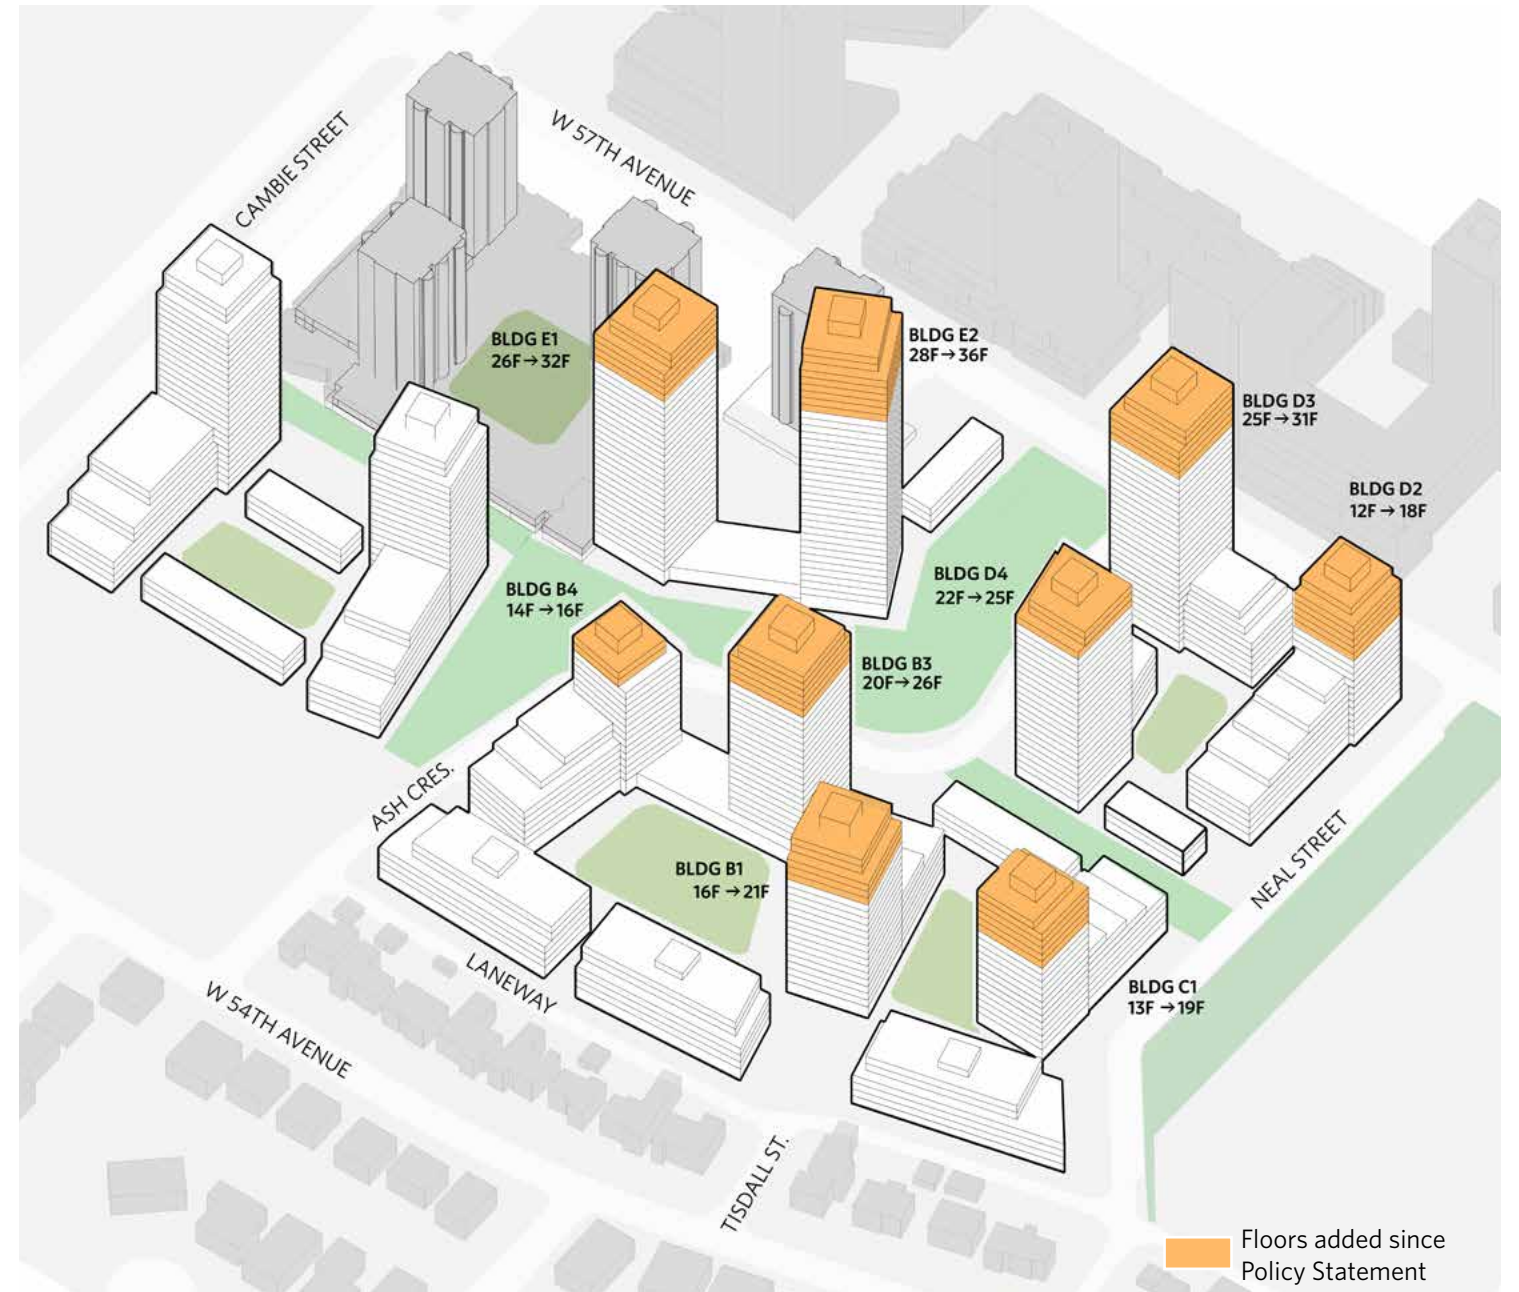 CAMBIE STREET
W 57TH AVENUE
BLDG E1
26F→32F
BLDG E2
28F→36F
BLDG D3
25F→31F
BLDG D2
12F→18F
BLDG B4
14F→16F
BLDG D4
22F→25F
BLDG B3
20F→26F
ASH CRES.
BLDG B1
16F→21F
NEAL STREET
LANEWAY
W 54TH AVENUE
BLDG C1
13F→19F
TISDALL ST.
Floors added since
Policy Statement